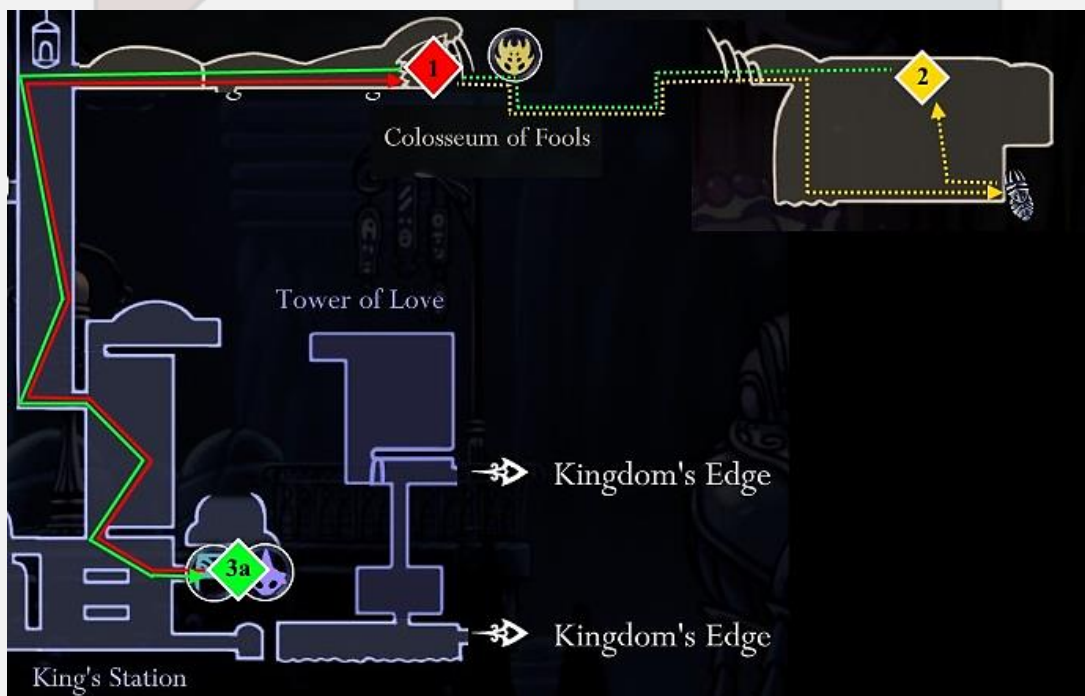 1
2
Colosseum of Fools
Tower of Love
Kingdom's Edge
3a
Kingdom's Edge
King's Station